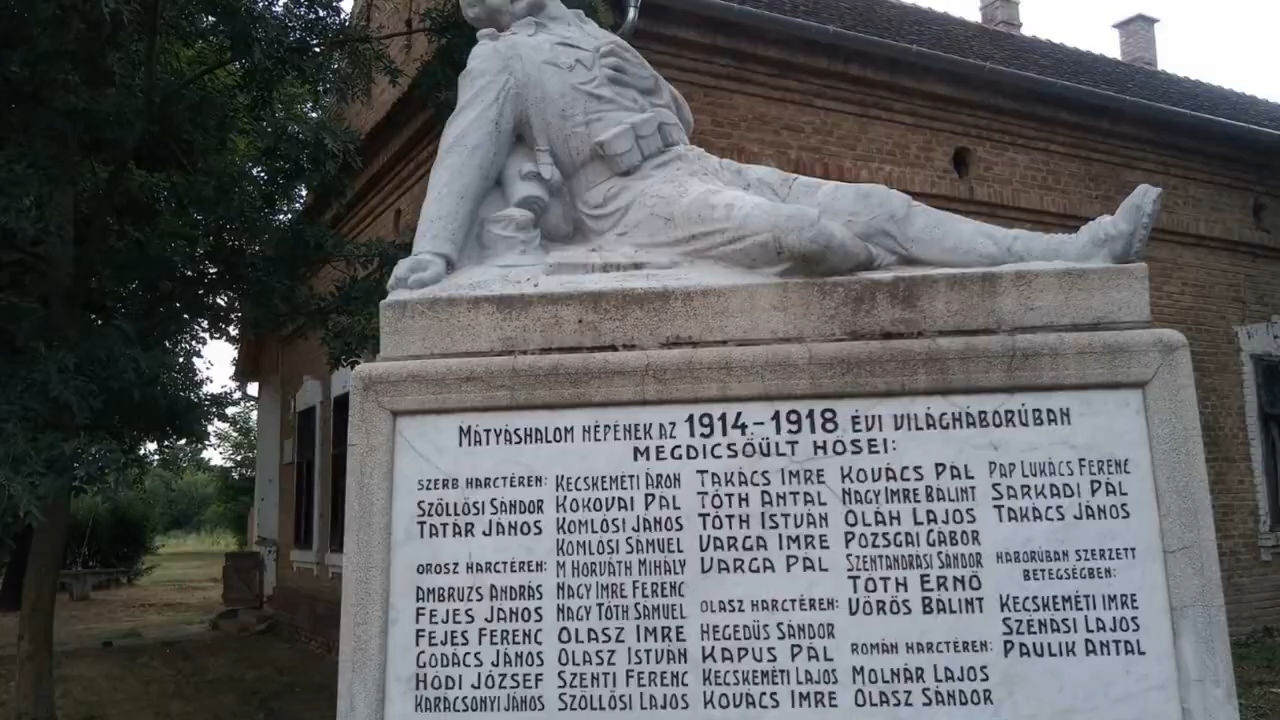 MÁTYÁSHALOM NÉPÉNEK AZ 1914.-1918 ÉVI VILÁGHÁBORÚBAN
MEGDICSŐÜLT HŐSEI:
SZERB HARCTÉREN:
SZÖLLŐSI SÁNDOR
TATÁR JÁNOS
OROSZ HARCTÉREN:
AMBRUZS ANDRÁS
FEJES JÁNOS
FEJES FERENC
GODÁCS JÁNOS
HÓDI JÓZSEF
KARÁCSONYI JÁNOS
KECSKEMÉTI ÁRON
KOKOVAI PÁL
KOMLÓSI JÁNOS
KOMLÓSI SÁMUEL
M HORVÁTH MIHÁLY
NAGY IMRE FERENC
NAGY TÓTH SÁMUEL
OLASZ IMRE
OLASZ ISTVÁN
SZENTI FERENC
SZÖLLŐSI LAJOS
TAKÁCS IMRE
TÓTH ANTAL
TÓTH ISTVÁN
VARGA IMRE
VARGA PÁL
OLASZ HARCTÉREN:
HEGEDŰS SÁNDOR
KAPUS PÁL
KECSKEMÉTI LAJOS
KOVÁCS IMRE
KOVÁCS PÁL
NAGY IMRE BÁLINT
OLÁH LAJOS
POZSGAI GÁBOR
SZENTANDRÁSI SÁNDOR
TÓTH ERNŐ
VÖRÖS BÁLINT
ROMÁN HARCTÉREN:
MOLNÁR LAJOS
OLASZ SÁNDOR
PAP LUKÁCS FERENC
SARKADI PÁL
TAKÁCS JÁNOS
HÁBORÚBAN SZERZETT
BETEGSÉGBEN:
KECSKEMÉTI IMRE
SZÉNÁSI LAJOS
PAULIK ANTAL